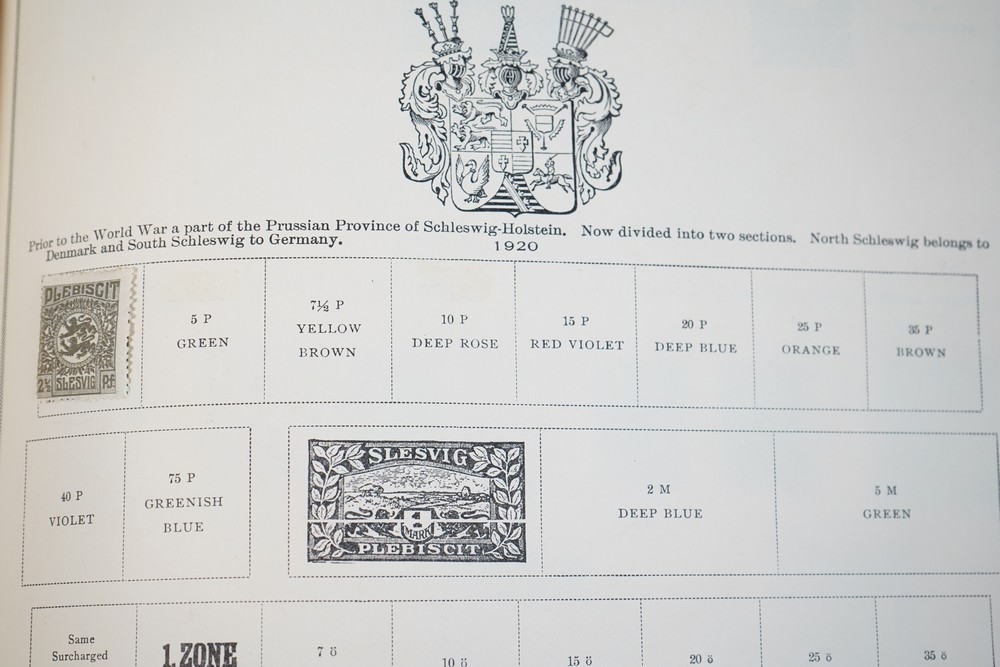 Prior to the World War a part of the Prussian Province of Schleswig-Holstein. Now divided into two sections. North Schleswig belongs to
Denmark and South Schleswig to Germany.
1920
PLEBISCIT
2½ SLESVIG P.F.
5 P
GREEN
7½ P
YELLOW
BROWN
10 P
DEEP ROSE
15 P
RED VIOLET
20 P
DEEP BLUE
25 P
ORANGE
35 P
BROWN
40 P
VIOLET
75 P
GREENISH
BLUE
SLESVIG
1
MARK
PLEBISCIT
2 M
DEEP BLUE
5 M
GREEN
Same
Surcharged
1. ZONE
7 ö
10 ö
15 ö
20 ö
25 ö
35 ö